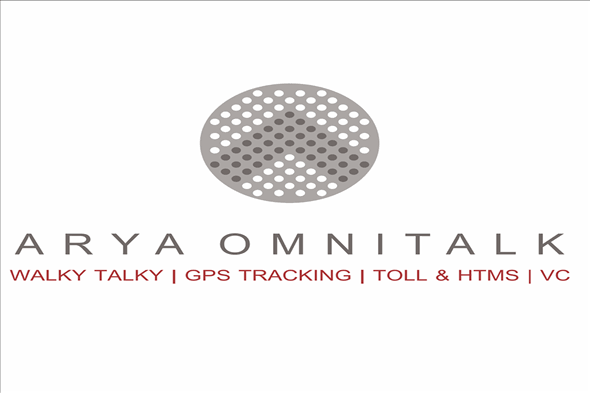 ARYA OMNITALK
WALKY TALKY | GPS TRACKING | TOLL & HTMS | VC